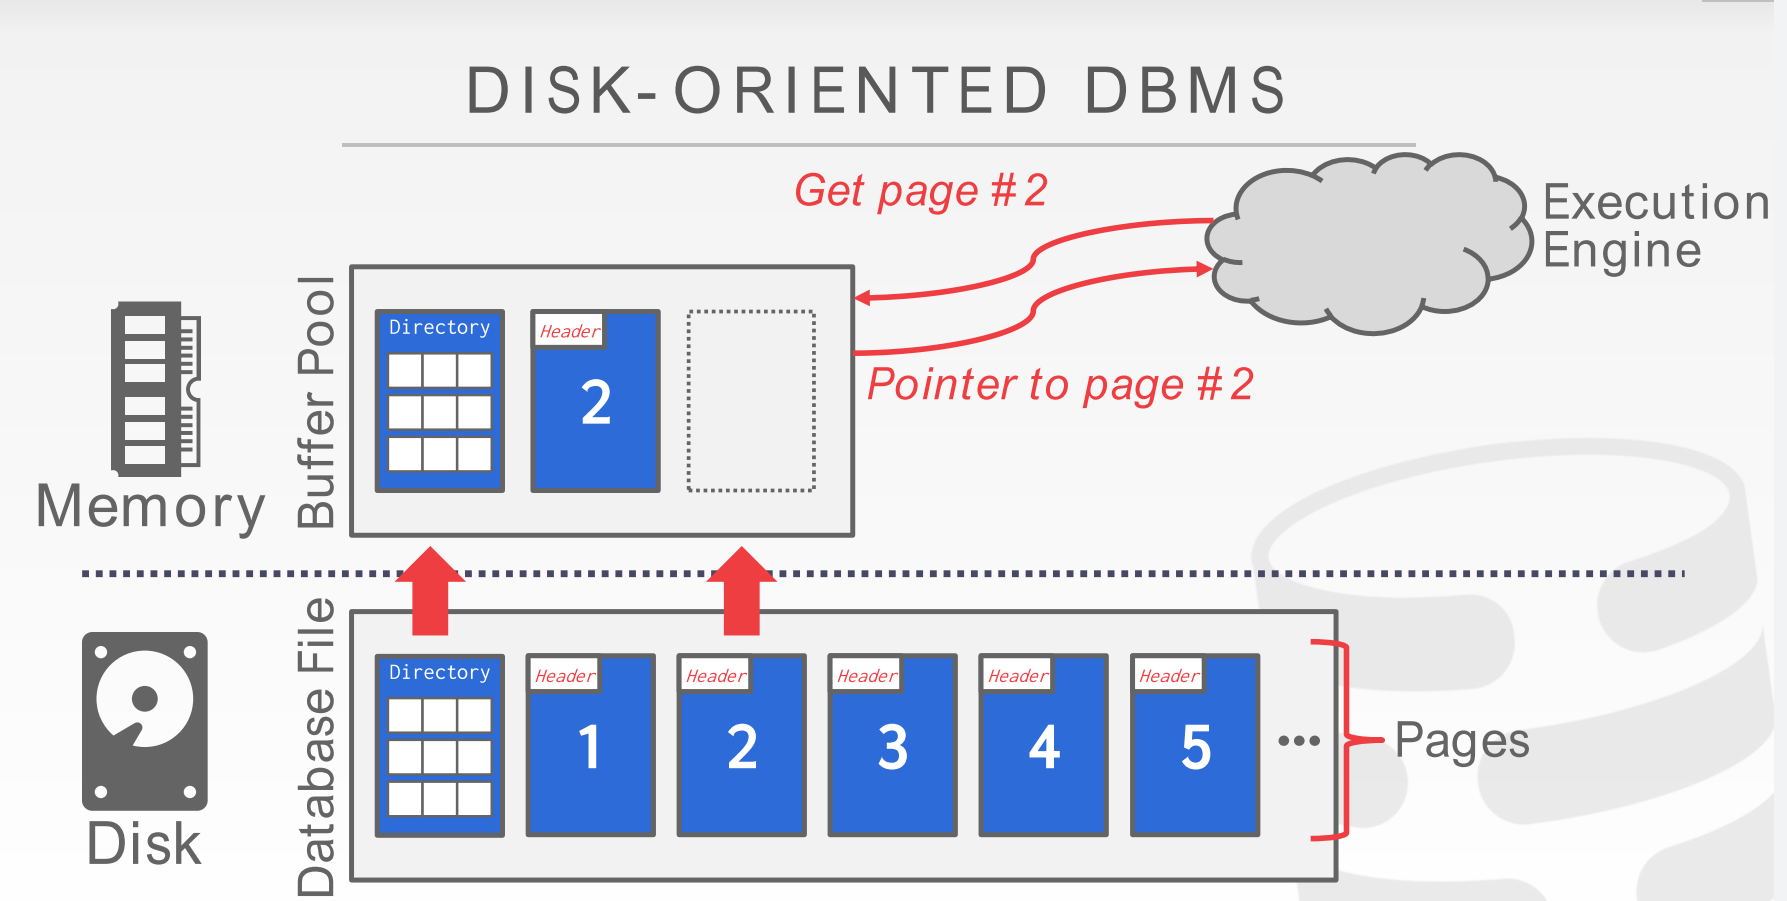 DISK-ORIENTED DBMS
Get page #2
Execution
Engine
Buffer Pool
Directory
Header
2
Pointer to page #2
Memory
Database File
Directory
Header
1
Header
2
Header
3
Header
4
Header
5
...
Pages
Disk